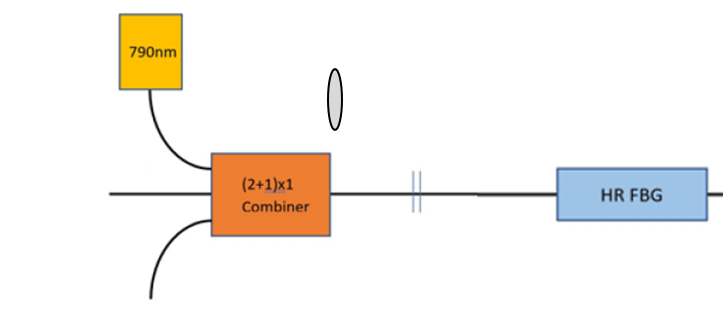 790nm
(2+1)x1
Combiner
HR FBG